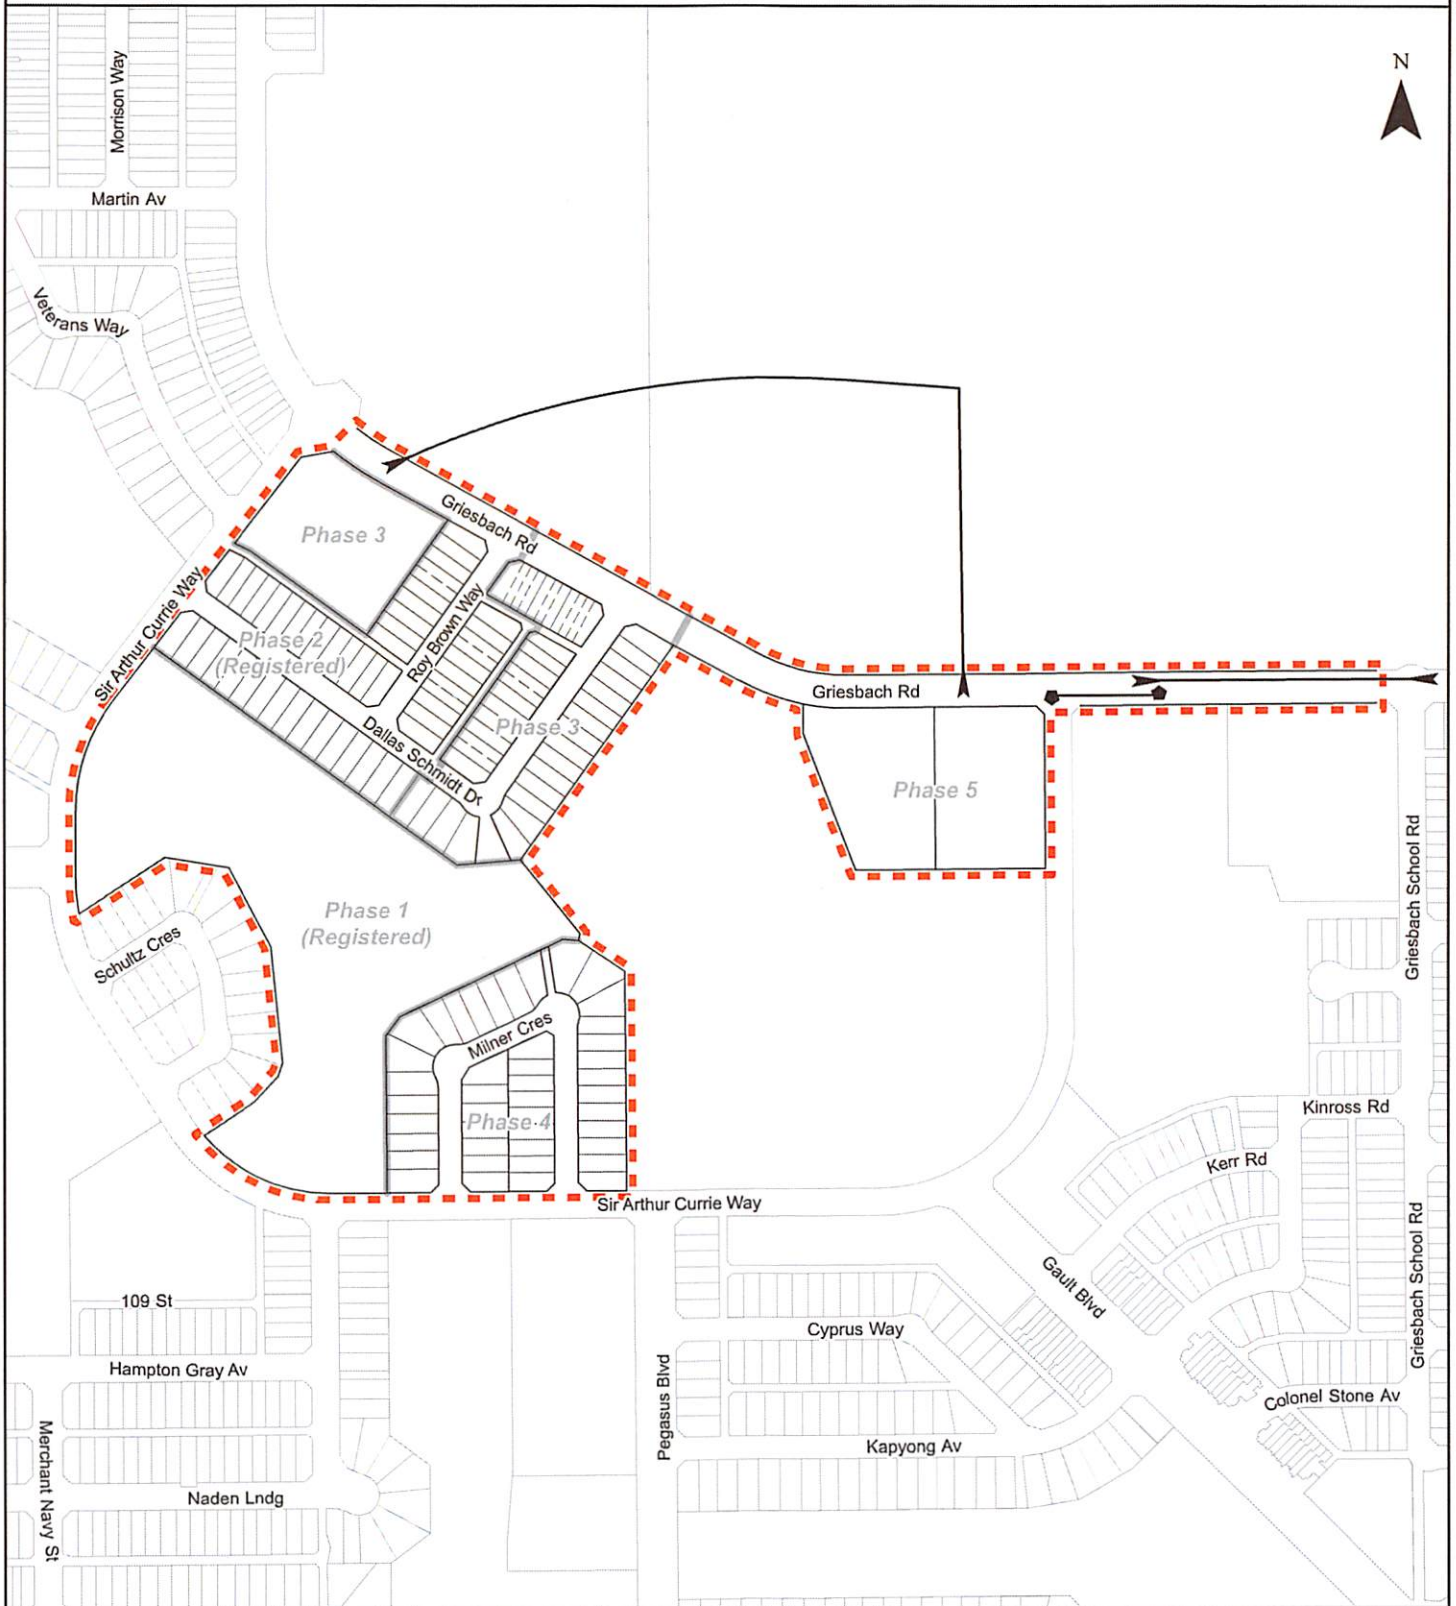 N
Morrison Way
Martin Av
Veterans Way
Griesbach Rd
Phase 3
Sir Arthur Currie Way
Phase 2
(Registered)
Roy Brown Way
Dallas Schmidt Dr
Phase 3
Griesbach Rd
Phase 5
Griesbach School Rd
Phase 1
(Registered)
Schultz Cres
Milner Cres
Phase 4
Kinross Rd
Kerr Rd
Sir Arthur Currie Way
Griesbach School Rd
Gault Blvd
109 St
Cyprus Way
Hampton Gray Av
Pegasus Blvd
Colonel Stone Av
Merchant Navy St
Kapyong Av
Naden Lndg